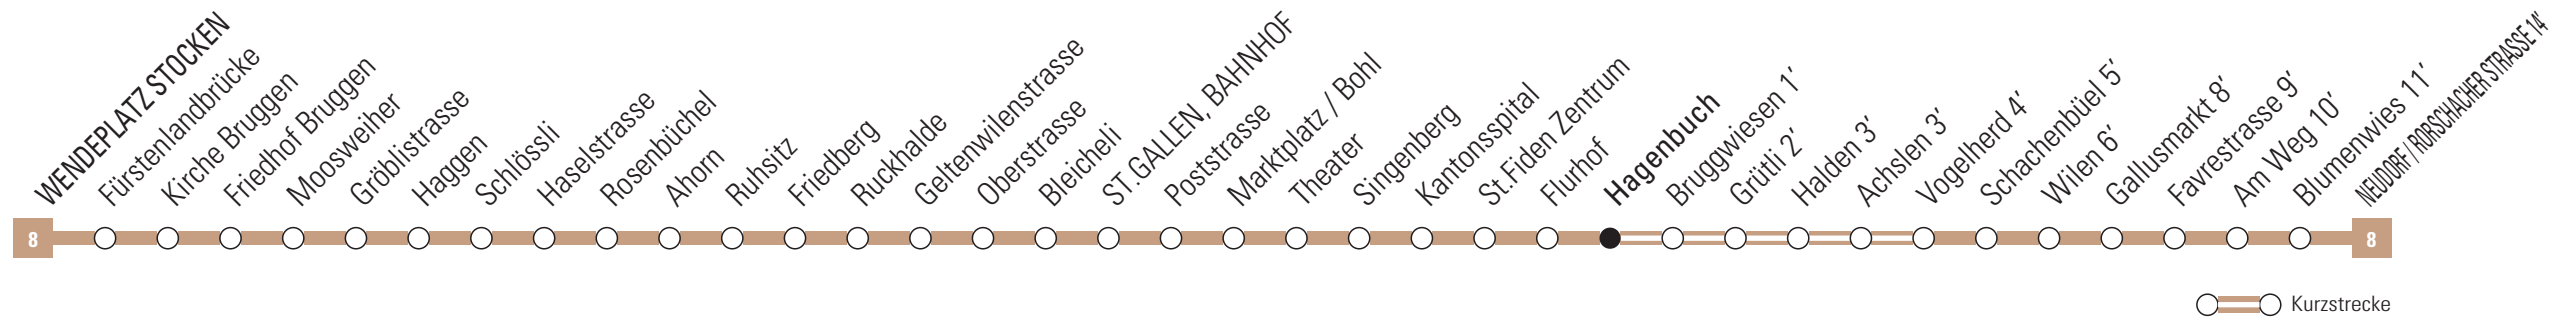 WENDEPLATZ STOCKEN
Fürstenlandbrücke
Kirche Bruggen
Friedhof Bruggen
Moosweiher
Gröblistrasse
Haggen
Schlössli
Haselstrasse
Rosenbüchel
Ahorn
Ruhsitz
Friedberg
Ruckhalde
Geltenwilenstrasse
Oberstrasse
Bleicheli
ST.GALLEN, BAHNHOF
Poststrasse
Marktplatz / Bohl
Theater
Singenberg
Kantonsspital
St.Fiden Zentrum
Flurhof
Hagenbuch
Bruggwiesen 1’
Grütli 2’
Halden 3’
Achslen 3’
Vogelherd 4’
Schachenbüel 5’
Wilen 6’
Gallusmarkt 8’
Favrestrasse 9’
Am Weg 10’
Blumenwies 11’
NEUDORF / RORSCHACHER STRASSE 14’
8
8
Kurzstrecke